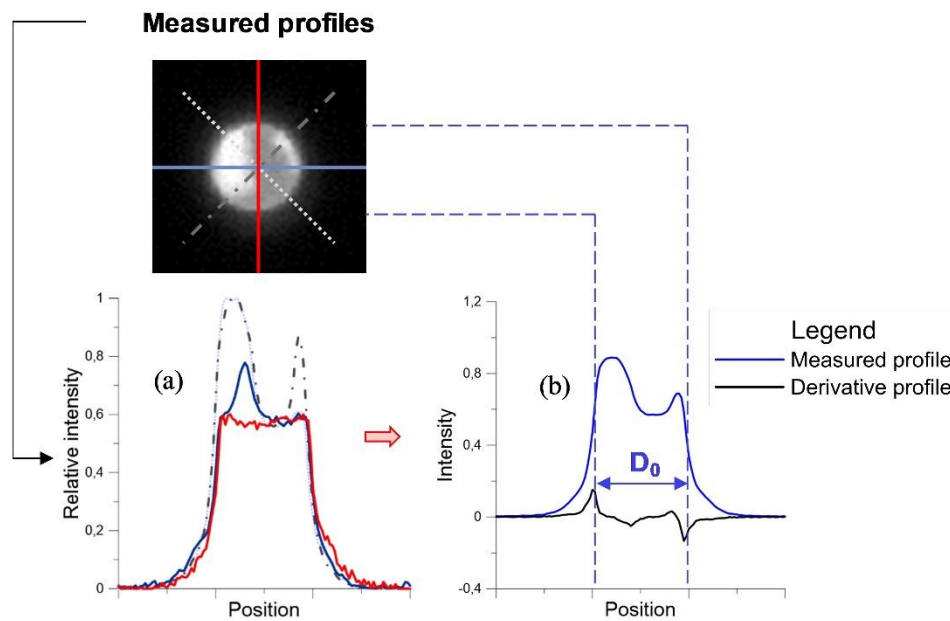 Measured profiles
(a)
Relative intensity
1
0,8
0,6
0,4
0,2
0
Position
(b)
Intensity
1,2
0,8
0,4
0
-0,4
D₀
Position
Legend
Measured profile
Derivative profile